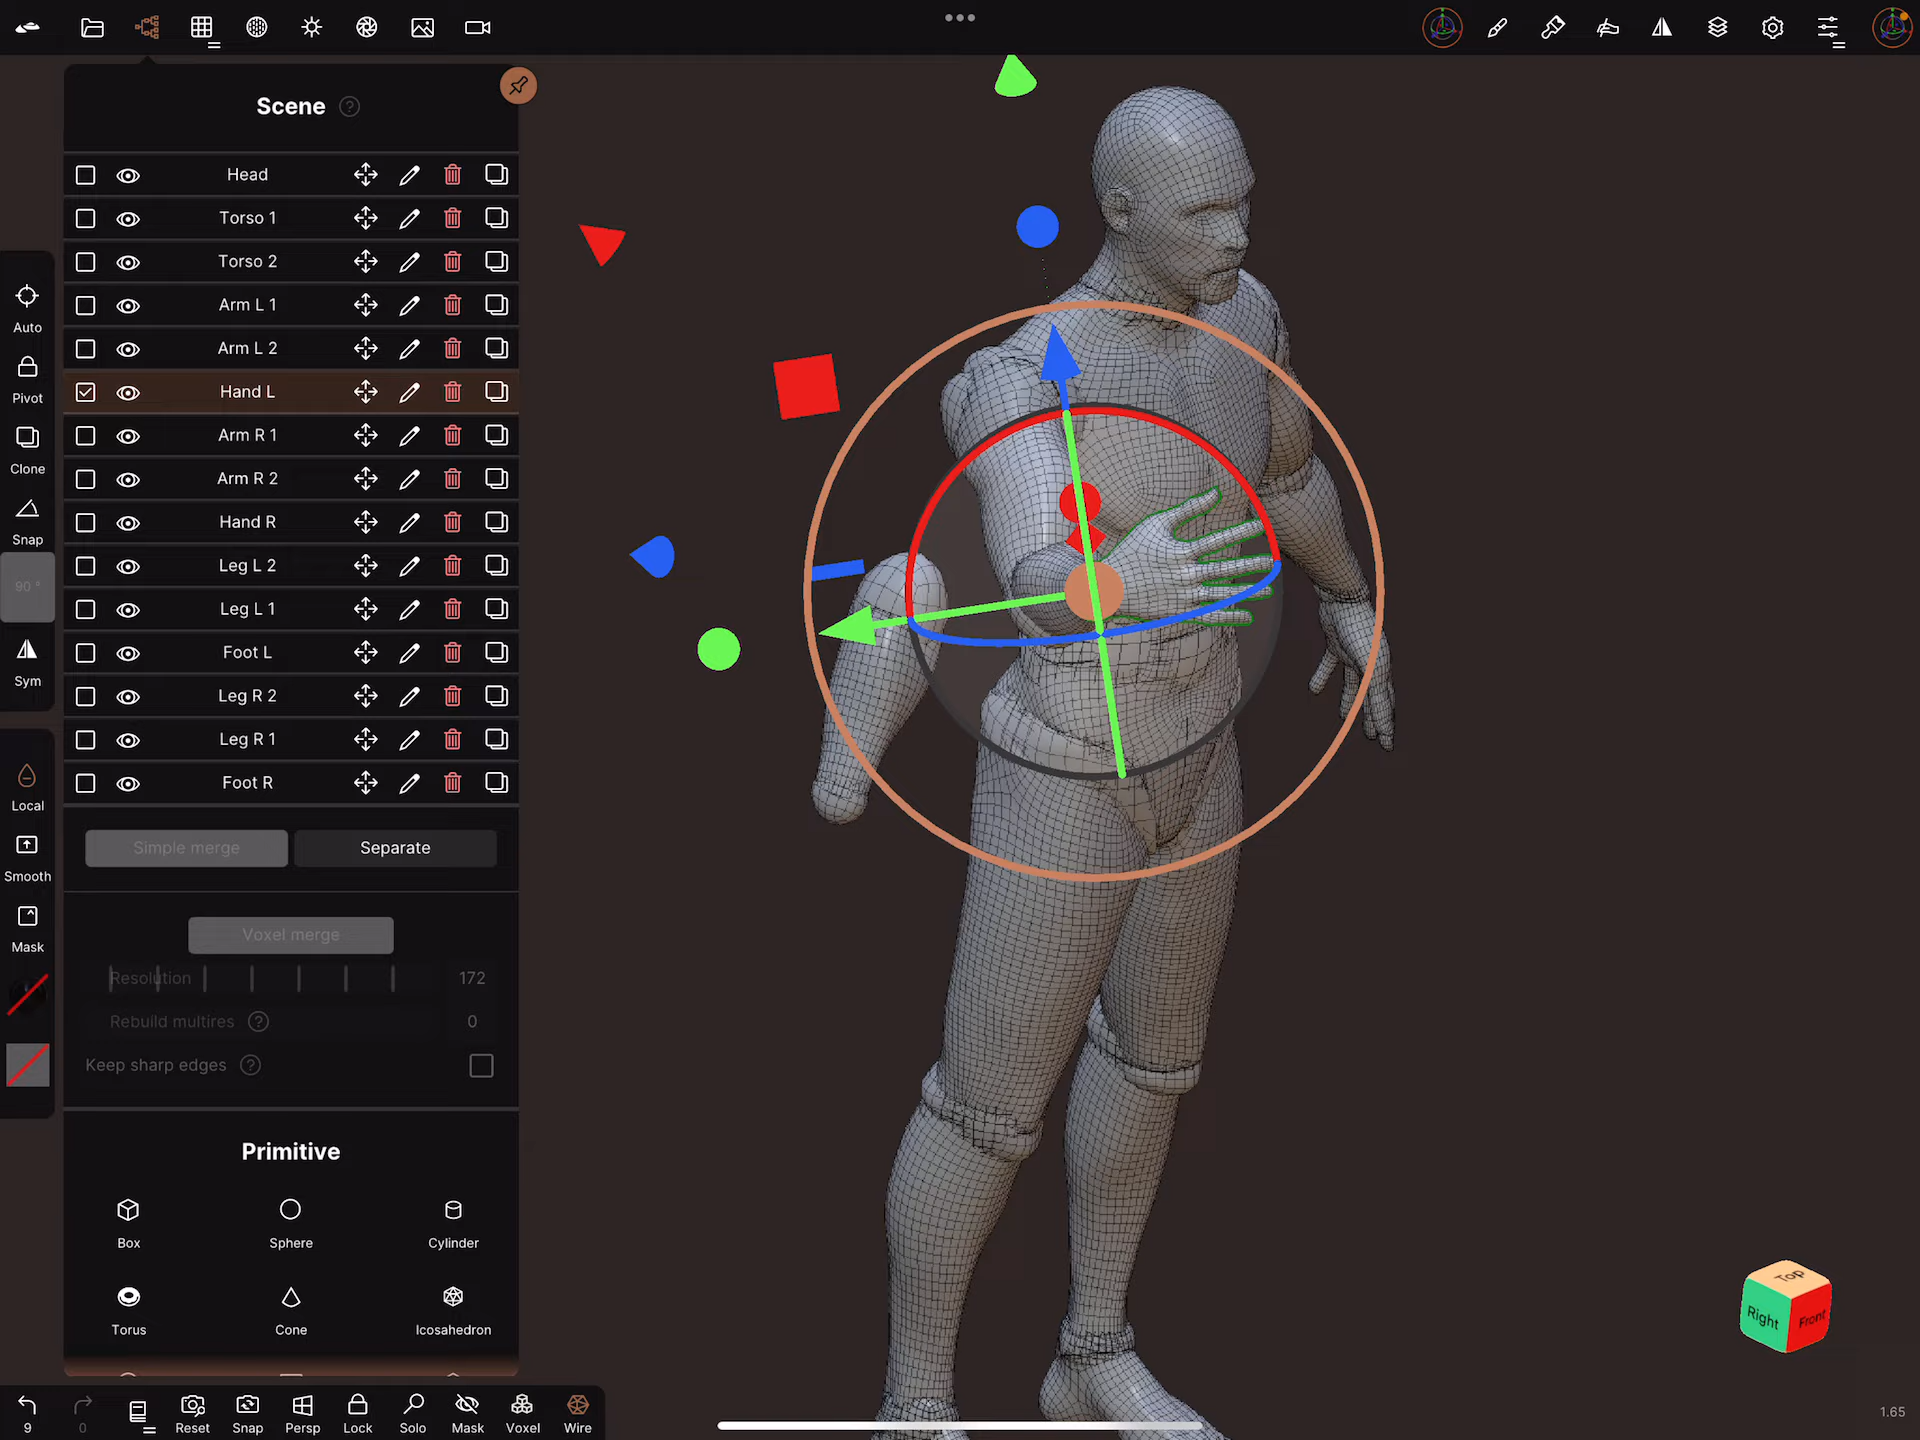 Scene ?
Head
Torso 1
Torso 2
Arm L 1
Arm L 2
Hand L
Arm R 1
Arm R 2
Hand R
Leg L 2
Leg L 1
Foot L
Leg R 2
Leg R 1
Foot R
Simple merge Separate
Voxel merge
Resolution 172
Rebuild multires ? 0
Keep sharp edges ?
Primitive
Box Sphere Cylinder
Torus Cone Icosahedron
Auto
Pivot
Clone
Snap
90 °
Sym
Local
Smooth
Mask
Top
Right Front
1.65
9 0 Reset Snap Persp Lock Solo Mask Voxel Wire